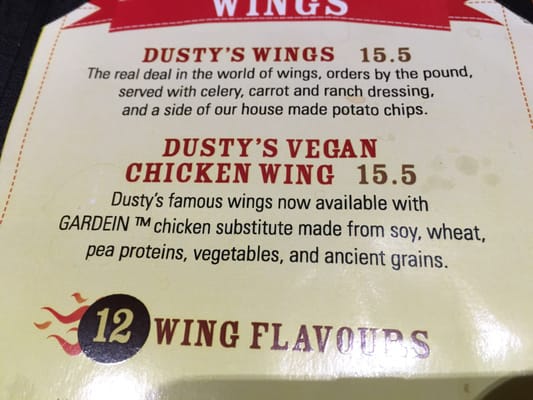 WINGS
DUSTY'S WINGS 15.5
The real deal in the world of wings, orders by the pound,
served with celery, carrot and ranch dressing,
and a side of our house made potato chips.
DUSTY'S VEGAN
CHICKEN WING 15.5
Dusty's famous wings now available with
GARDEIN ™ chicken substitute made from soy, wheat,
pea proteins, vegetables, and ancient grains.
12 WING FLAVOURS